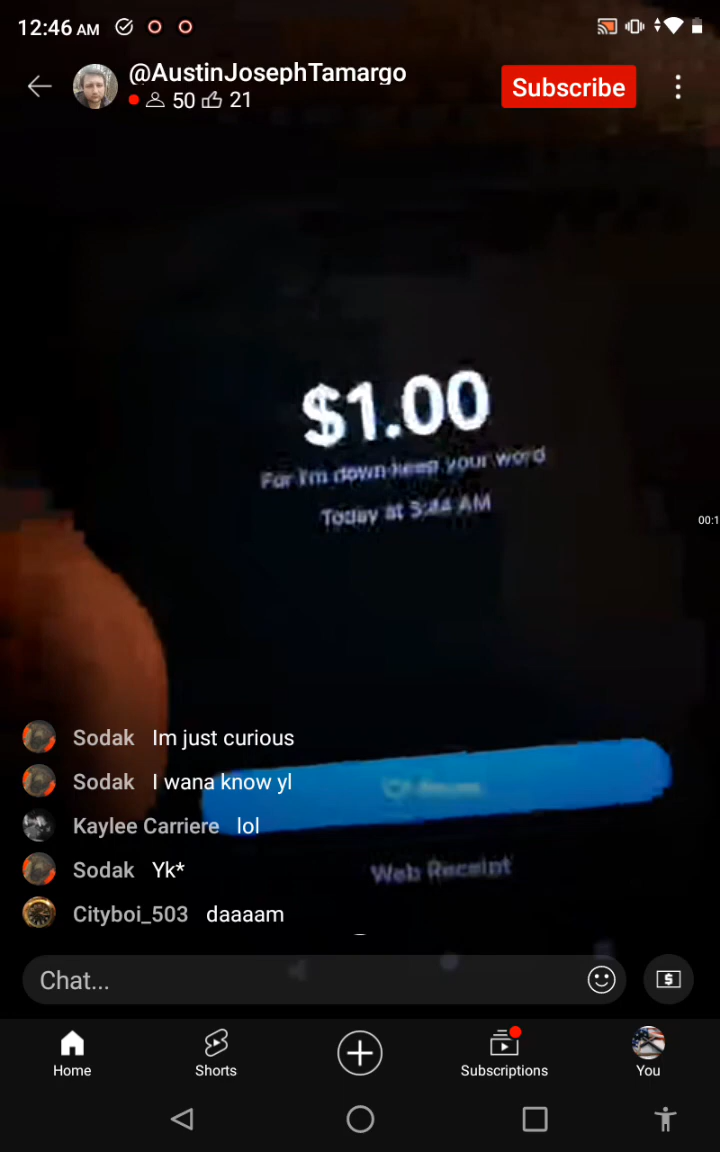 12:46 AM
@AustinJosephTamargo
50 21
Subscribe
$1.00
For I'm down keep your word
Today at 3:44 AM
00:1
Sodak Im just curious
Sodak I wana know yl
Kaylee Carriere lol
Sodak Yk*
Cityboi_503 daaaam
Web Receipt
Chat...
Home
Shorts
Subscriptions
You